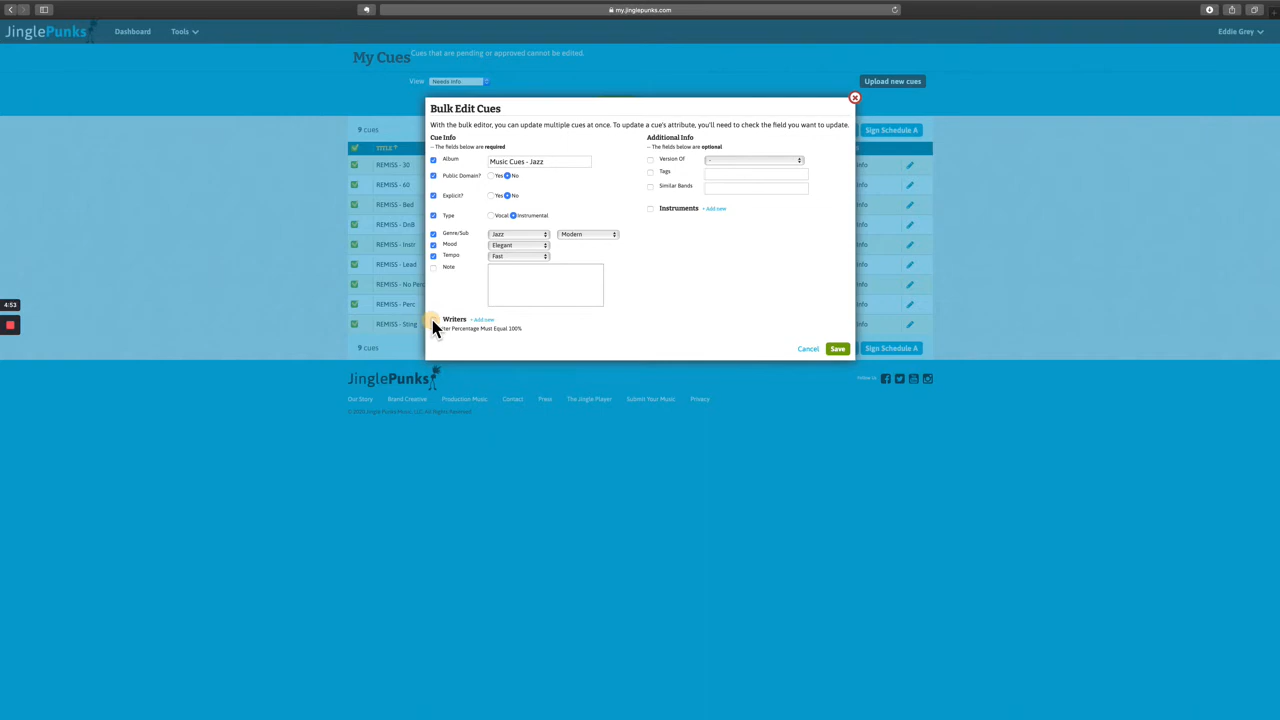 my.jinglepunks.com
JinglePunks
Dashboard
Tools
Eddie Grey
My Cues
Cues that are pending or approved cannot be edited.
View
Needs Info
Upload new cues
9 cues
Sign Schedule A
TITLE
REMISS - 30
REMISS - 60
REMISS - Bed
REMISS - DnB
REMISS - Instr
REMISS - Lead
REMISS - No Perc
REMISS - Perc
REMISS - Sting
9 cues
Sign Schedule A
Bulk Edit Cues
With the bulk editor, you can update multiple cues at once. To update a cue's attribute, you'll need to check the field you want to update.
Cue Info
-- The fields below are required
Album Music Cues - Jazz
Public Domain? Yes No
Explicit? Yes No
Type Vocal Instrumental
Genre/Sub Jazz Modern
Mood Elegant
Tempo Fast
Note
Writers + Add new
Percentage Must Equal 100%
Additional Info
-- The fields below are optional
Version Of -
Tags
Similar Bands
Instruments + Add new
Cancel Save
4:53
JinglePunks
Follow us
Our Story Brand Creative Production Music Contact Press The Jingle Player Submit Your Music Privacy